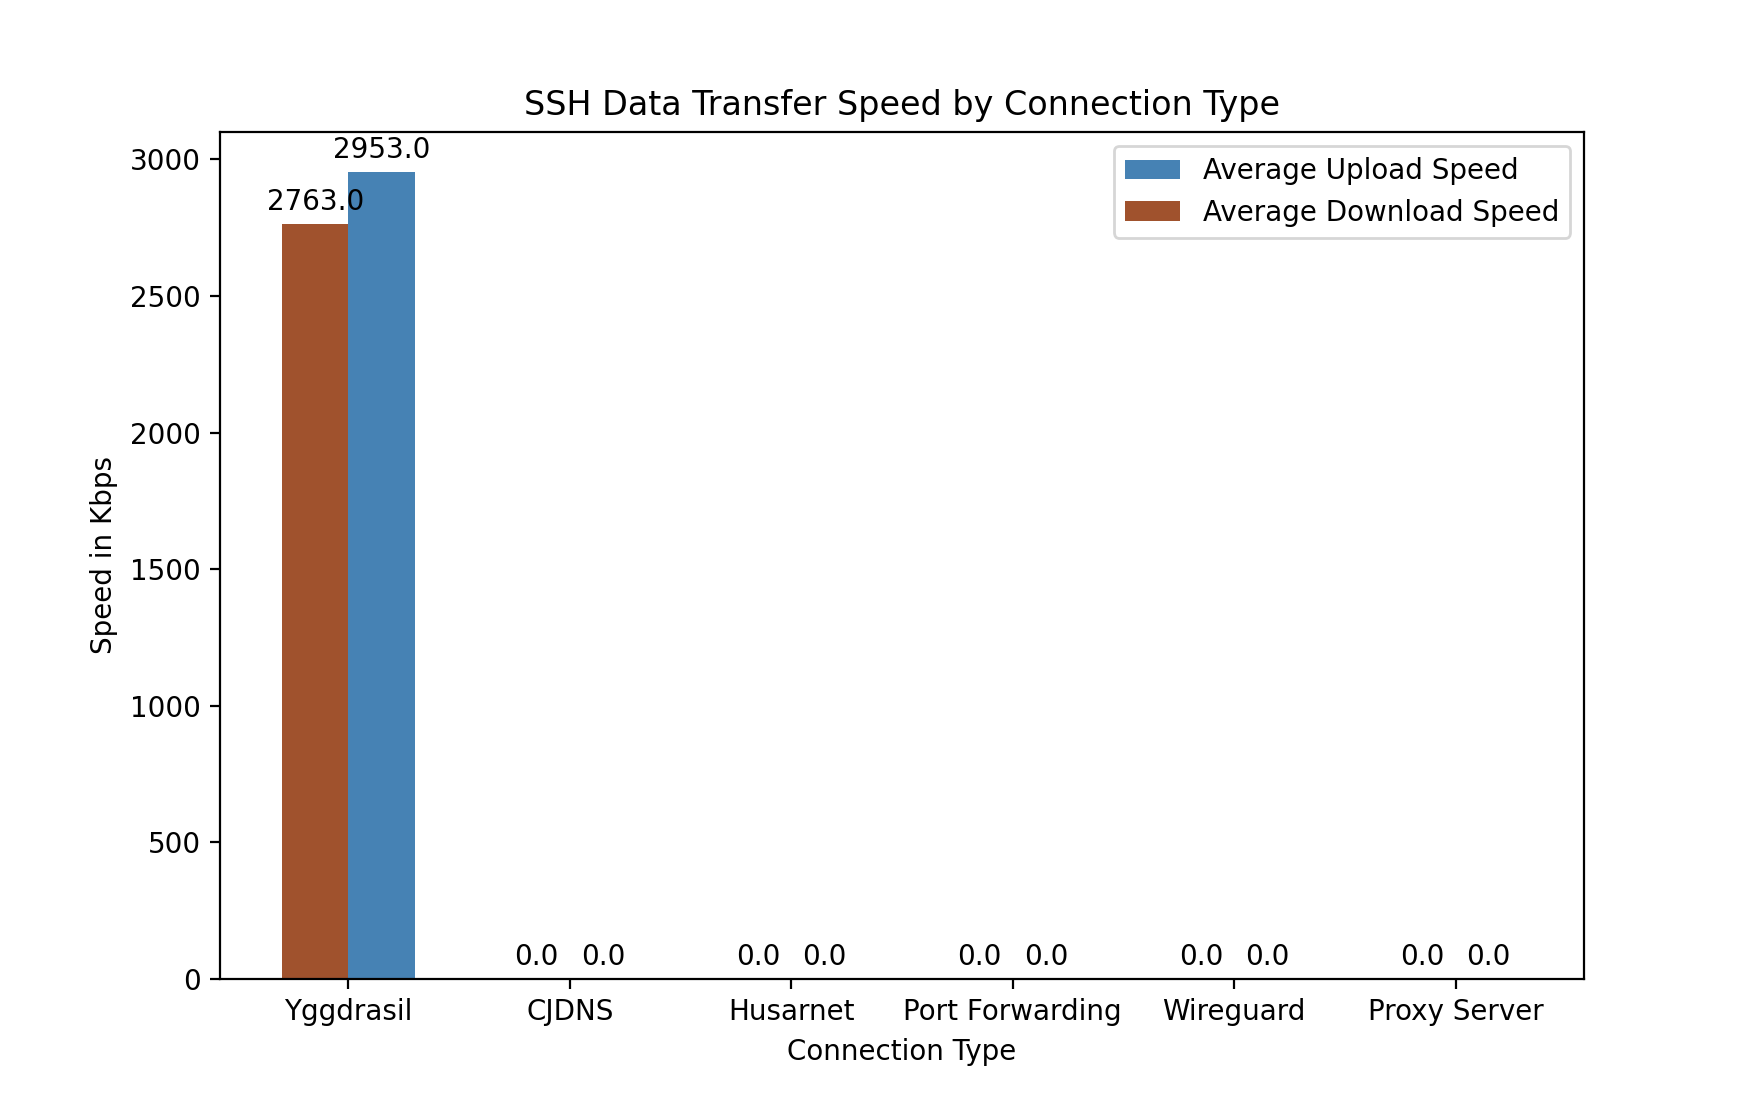 SSH Data Transfer Speed by Connection Type
2953.0
2763.0
Average Upload Speed
Average Download Speed
3000
2500
2000
1500
1000
500
0
Speed in Kbps
0.0 0.0 0.0 0.0 0.0 0.0 0.0 0.0 0.0 0.0
Yggdrasil CJDNS Husarnet Port Forwarding Wireguard Proxy Server
Connection Type